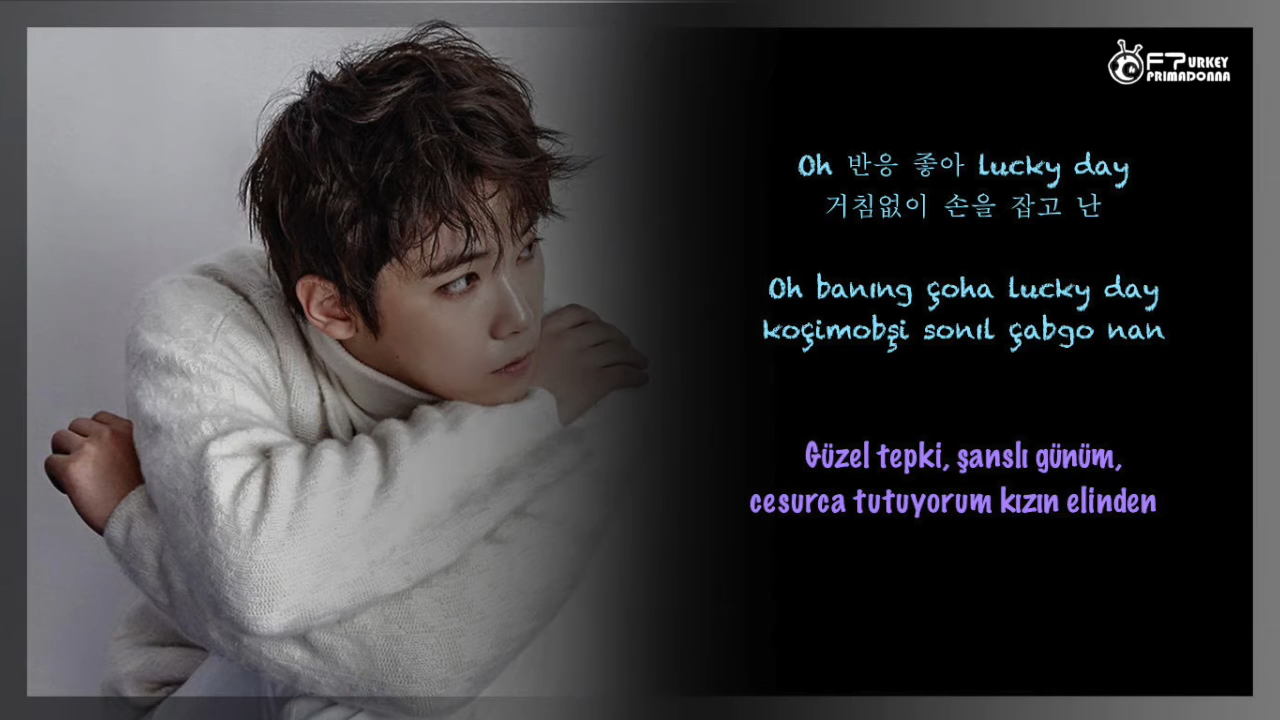 FTURKEY
PRIMADONNA
Oh 반응 좋아 lucky day
거침없이 손을 잡고 난
Oh banıng çoha lucky day
koçimobşi sonıl çabgo nan
Güzel tepki, şanslı günüm,
cesurca tutuyorum kızın elinden